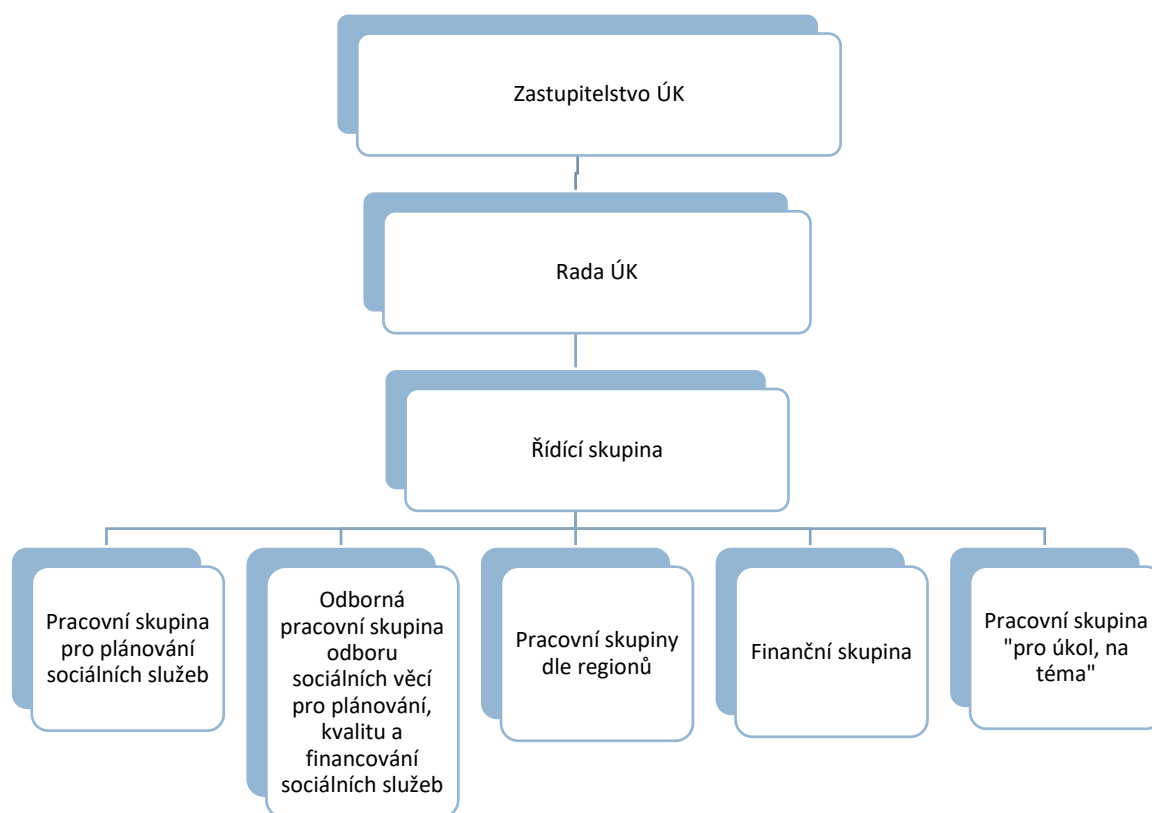 Zastupitelstvo ÚK
Rada ÚK
Řídící skupina
Pracovní skupina
pro plánování
sociálních služeb
Odborná
pracovní skupina
odboru
sociálních věcí
pro plánování,
kvalitu a
financování
sociálních služeb
Pracovní skupiny
dle regionů
Finanční skupina
Pracovní skupina
"pro úkol, na
téma"